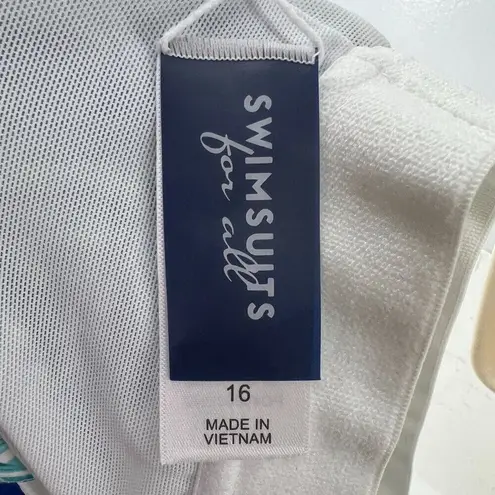 SWIMSUITS
for all
16
MADE IN
VIETNAM